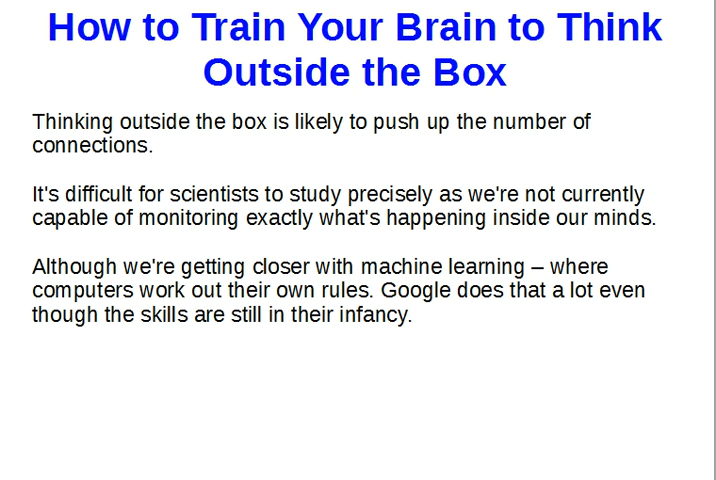 How to Train Your Brain to Think
Outside the Box
Thinking outside the box is likely to push up the number of
connections.
It's difficult for scientists to study precisely as we're not currently
capable of monitoring exactly what's happening inside our minds.
Although we're getting closer with machine learning – where
computers work out their own rules. Google does that a lot even
though the skills are still in their infancy.